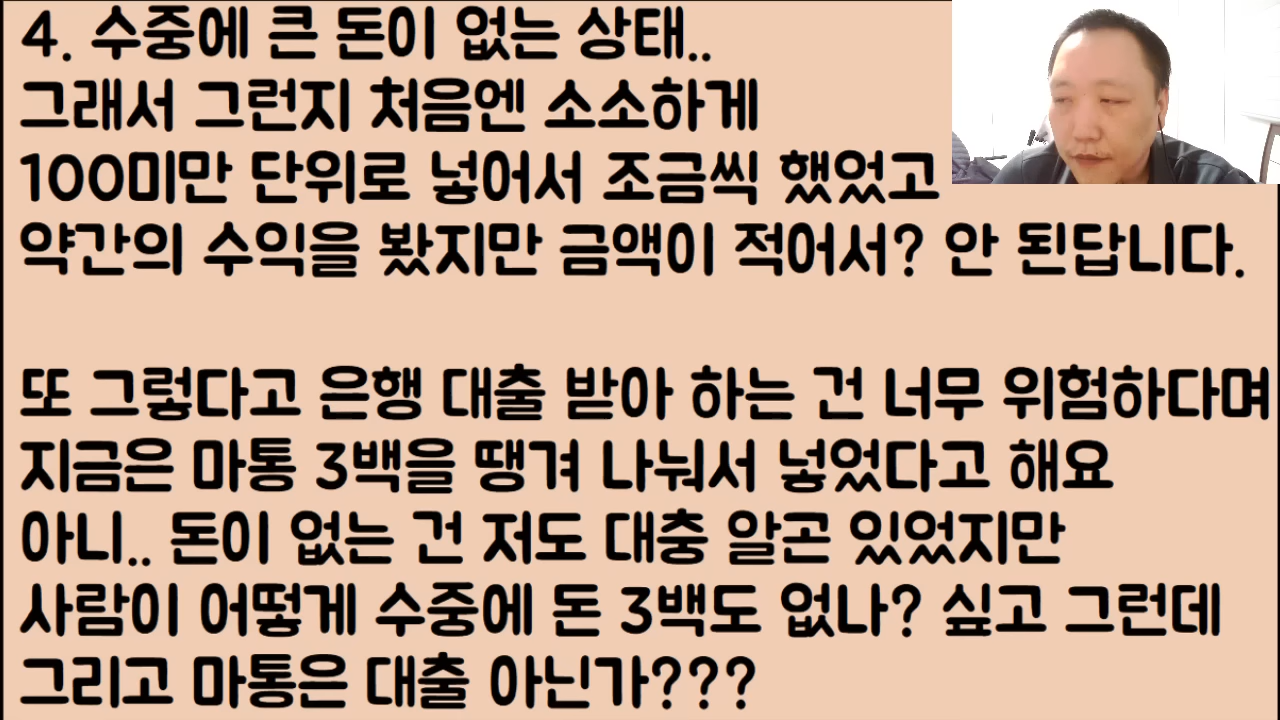 4. 수중에 큰 돈이 없는 상태..
그래서 그런지 처음엔 소소하게
100미만 단위로 넣어서 조금씩 했었고
약간의 수익을 봤지만 금액이 적어서? 안 된답니다.
또 그렇다고 은행 대출 받아 하는 건 너무 위험하다며
지금은 마통 3백을 땡겨 나눠서 넣었다고 해요
아니.. 돈이 없는 건 저도 대충 알곤 있었지만
사람이 어떻게 수중에 돈 3백도 없나? 싶고 그런데
그리고 마통은 대출 아닌가???